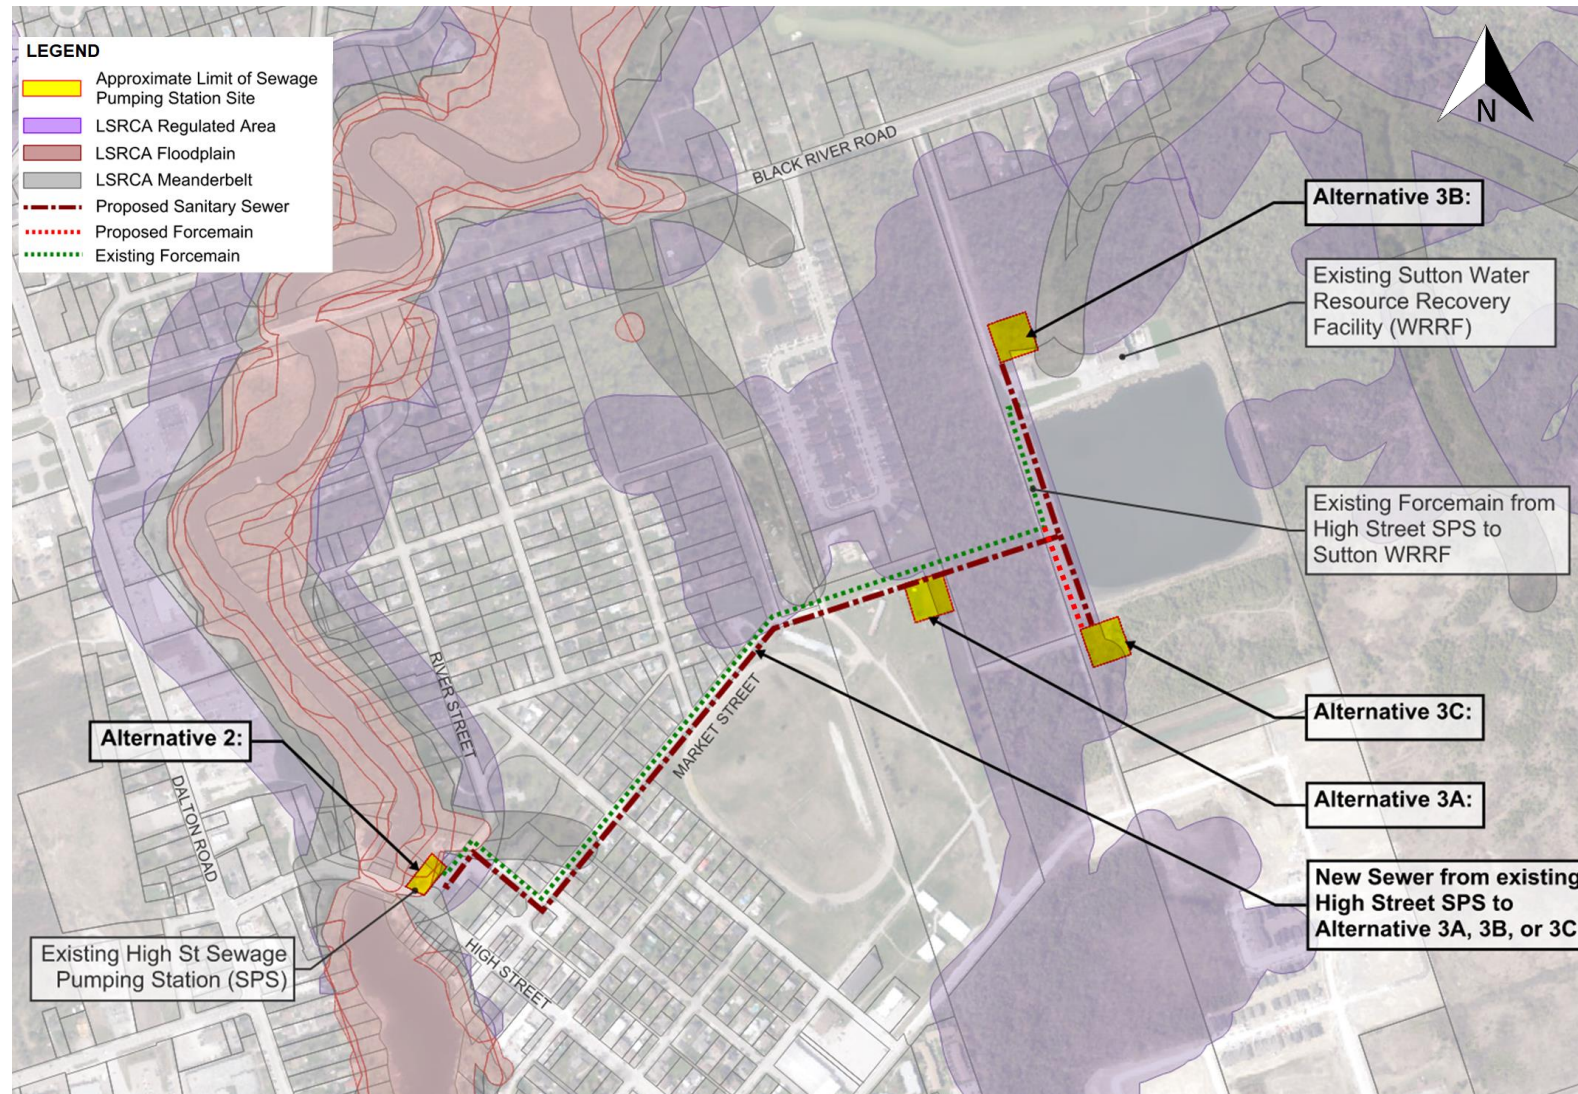 LEGEND
Approximate Limit of Sewage
Pumping Station Site
LSRCA Regulated Area
LSRCA Floodplain
LSRCA Meanderbelt
Proposed Sanitary Sewer
Proposed Forcemain
Existing Forcemain
N
BLACK RIVER ROAD
Alternative 3B:
Existing Sutton Water
Resource Recovery
Facility (WRRF)
Existing Forcemain from
High Street SPS to
Sutton WRRF
RIVER STREET
MARKET STREET
Alternative 3C:
Alternative 2:
DALTON ROAD
Alternative 3A:
New Sewer from existing
High Street SPS to
Alternative 3A, 3B, or 3C
Existing High St Sewage
Pumping Station (SPS)
HIGH STREET